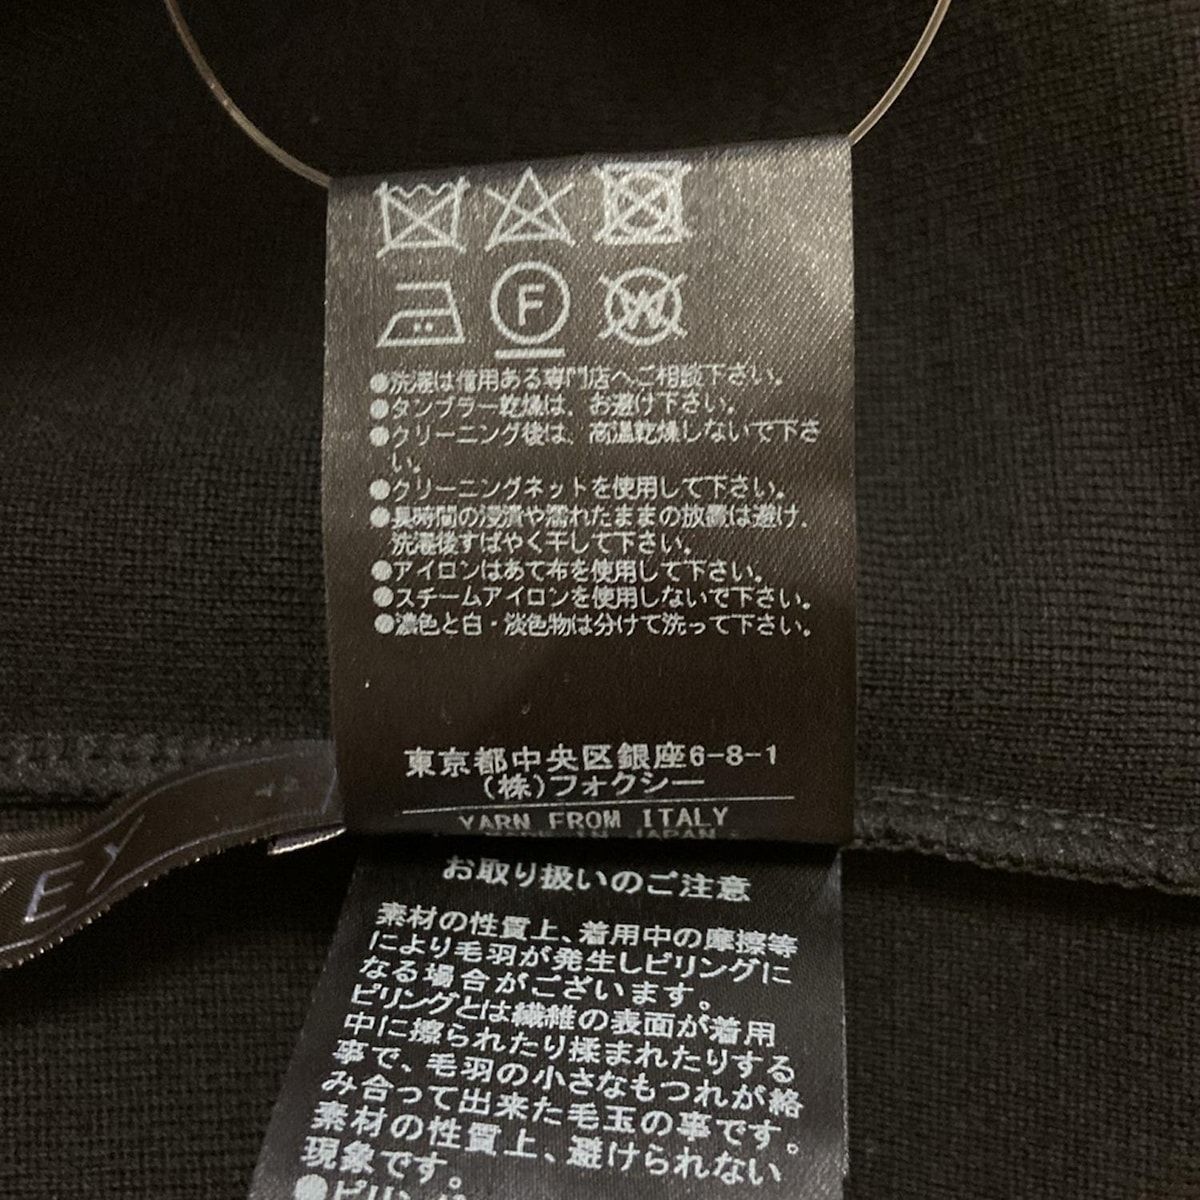 F
W
●洗濯は信用ある専門店へご相談下さい。
●タンブラー乾燥は、お避け下さい。
●クリーニング後は、高温乾燥しないで下さ
い。
●クリーニングネットを使用して下さい。
●長時間の浸漬や濡れたままの放置は避け、
洗濯後すばやく干して下さい。
●アイロンはあて布を使用して下さい。
●スチームアイロンを使用しないで下さい。
●濃色と白・淡色物は分けて洗って下さい。
東京都中央区銀座6-8-1
(株)フォクシー
YARN FROM ITALY
IN JAPAN
42
EY
お取り扱いのご注意
素材の性質上、着用中の摩擦等
により毛羽が発生しピリングに
なる場合がございます。
ピリングとは繊維の表面が着用
中に擦られたり揉まれたりする
事で、毛羽の小さなもつれが絡
み合って出来た毛玉の事です。
素材の性質上、避けられない
現象です。
●ピリング